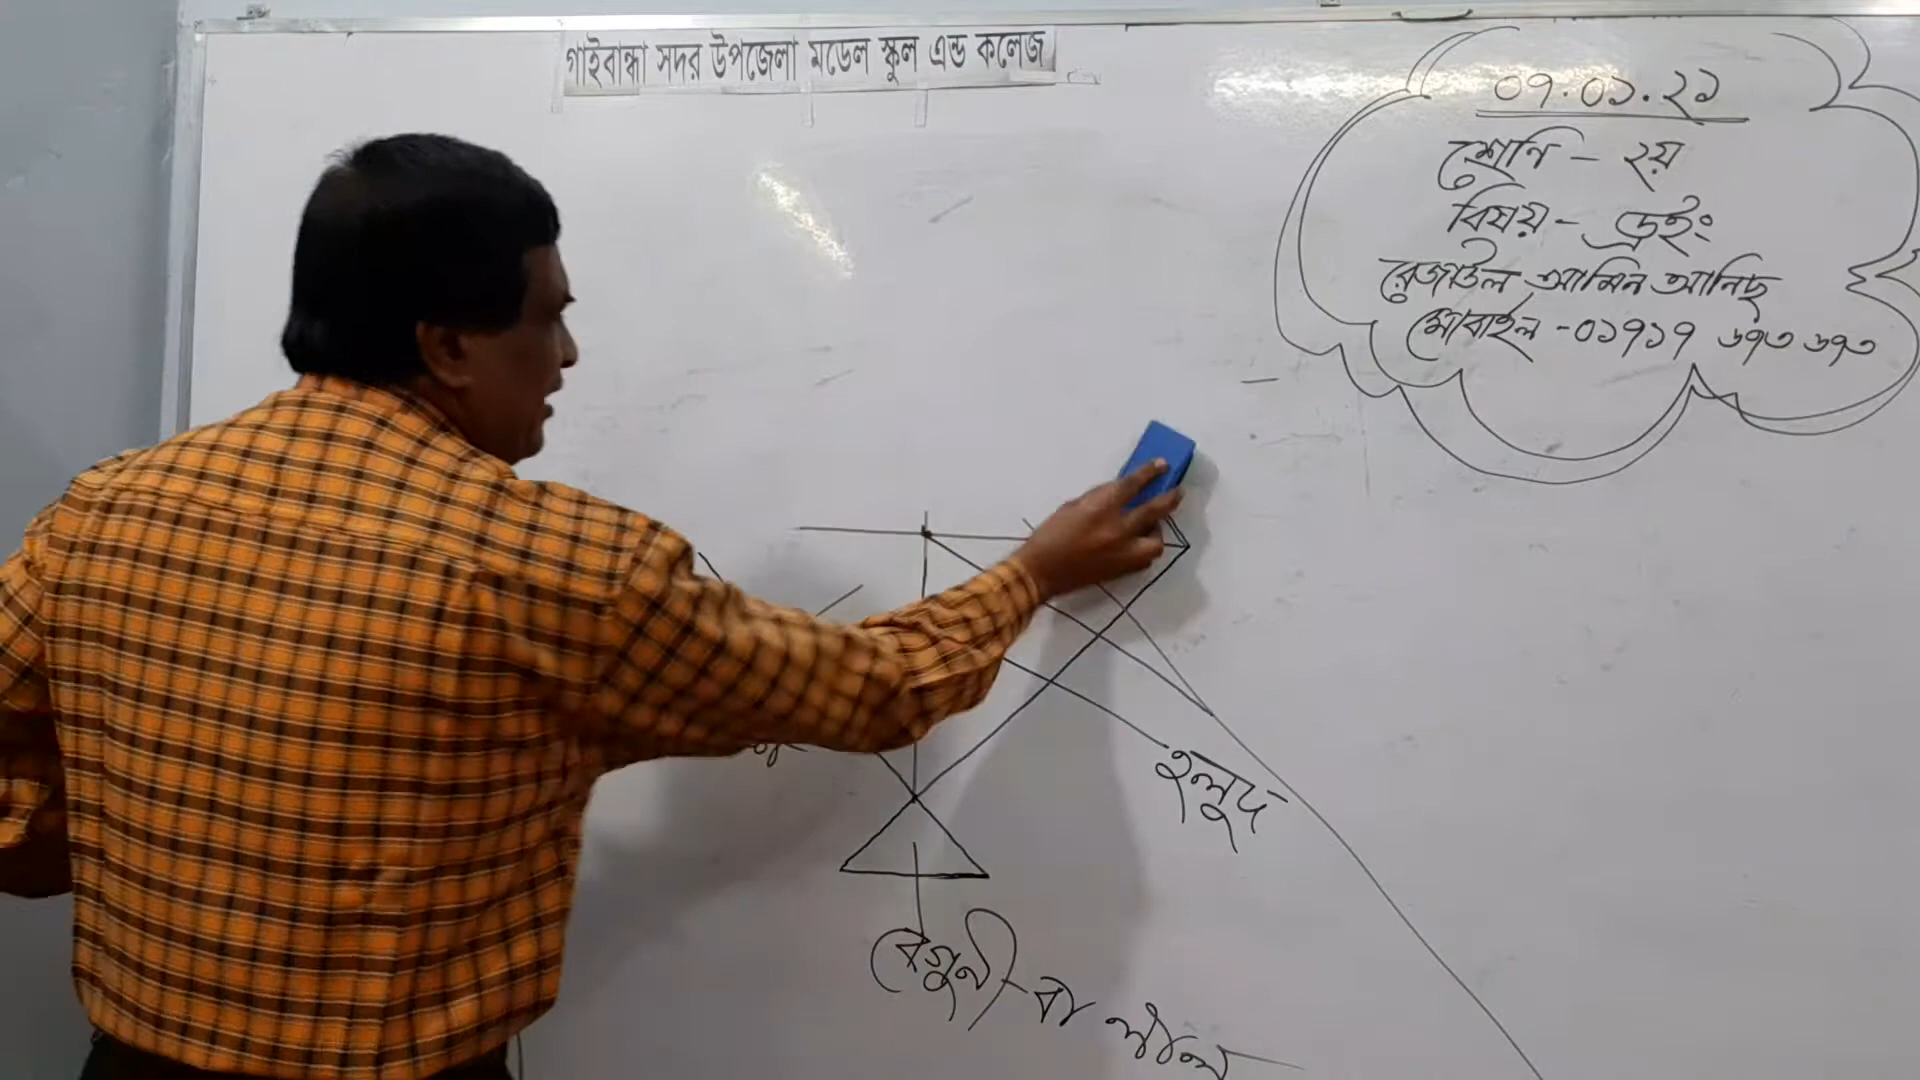 গাইবান্ধা সদর উপজেলা মডেল স্কুল এন্ড কলেজ
০৭.০১.২১
শ্রেণি - ২য়
বিষয় - ড্রইং
রেজাউল আমিন আনিছ
মোবাইল - ০১৭১৭ ৬৭৩ ৬৭৩
হলুদ
বেগুনী - বা লাল